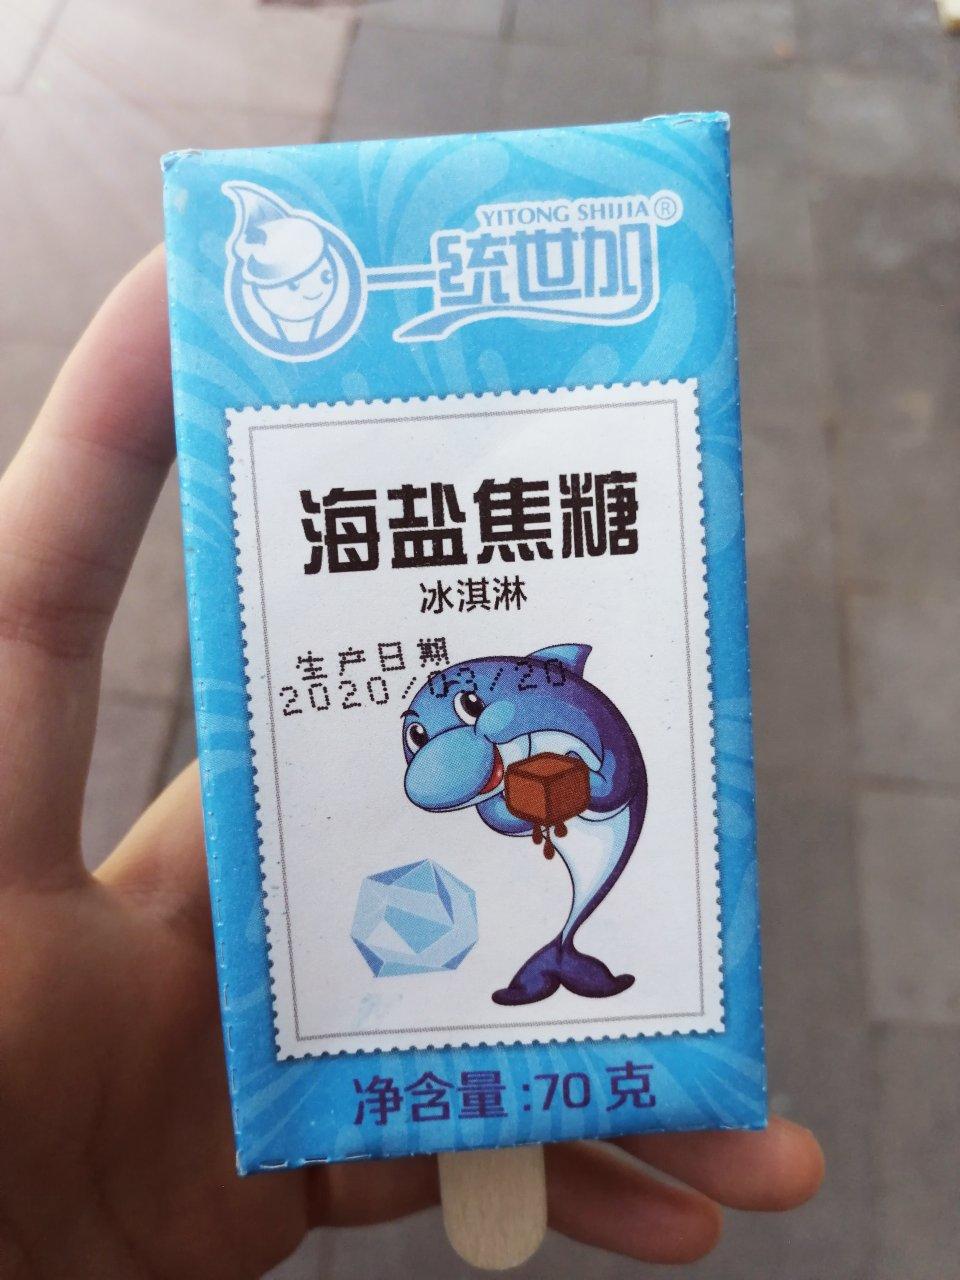 YITONG SHIJIA®
一统世加
海盐焦糖
冰淇淋
生产日期
2020/03/20
净含量:70克